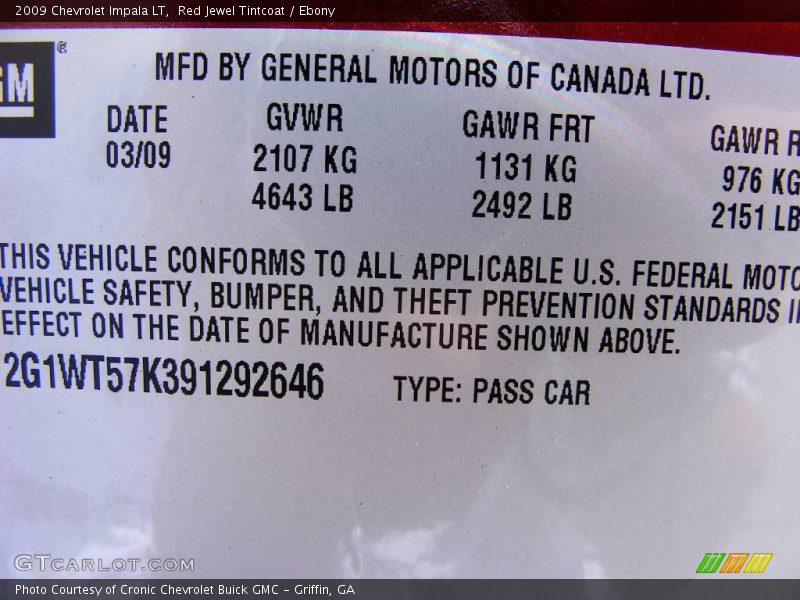 2009 Chevrolet Impala LT,  Red Jewel Tintcoat / Ebony
GM ®
MFD BY GENERAL MOTORS OF CANADA LTD.
DATE GVWR GAWR FRT GAWR R
03/09 2107 KG 1131 KG 976 KG
4643 LB 2492 LB 2151 LB
THIS VEHICLE CONFORMS TO ALL APPLICABLE U.S. FEDERAL MOTO
VEHICLE SAFETY, BUMPER, AND THEFT PREVENTION STANDARDS I
EFFECT ON THE DATE OF MANUFACTURE SHOWN ABOVE.
2G1WT57K391292646 TYPE: PASS CAR
GTCARLOT.COM
Photo Courtesy of Cronic Chevrolet Buick GMC – Griffin, GA